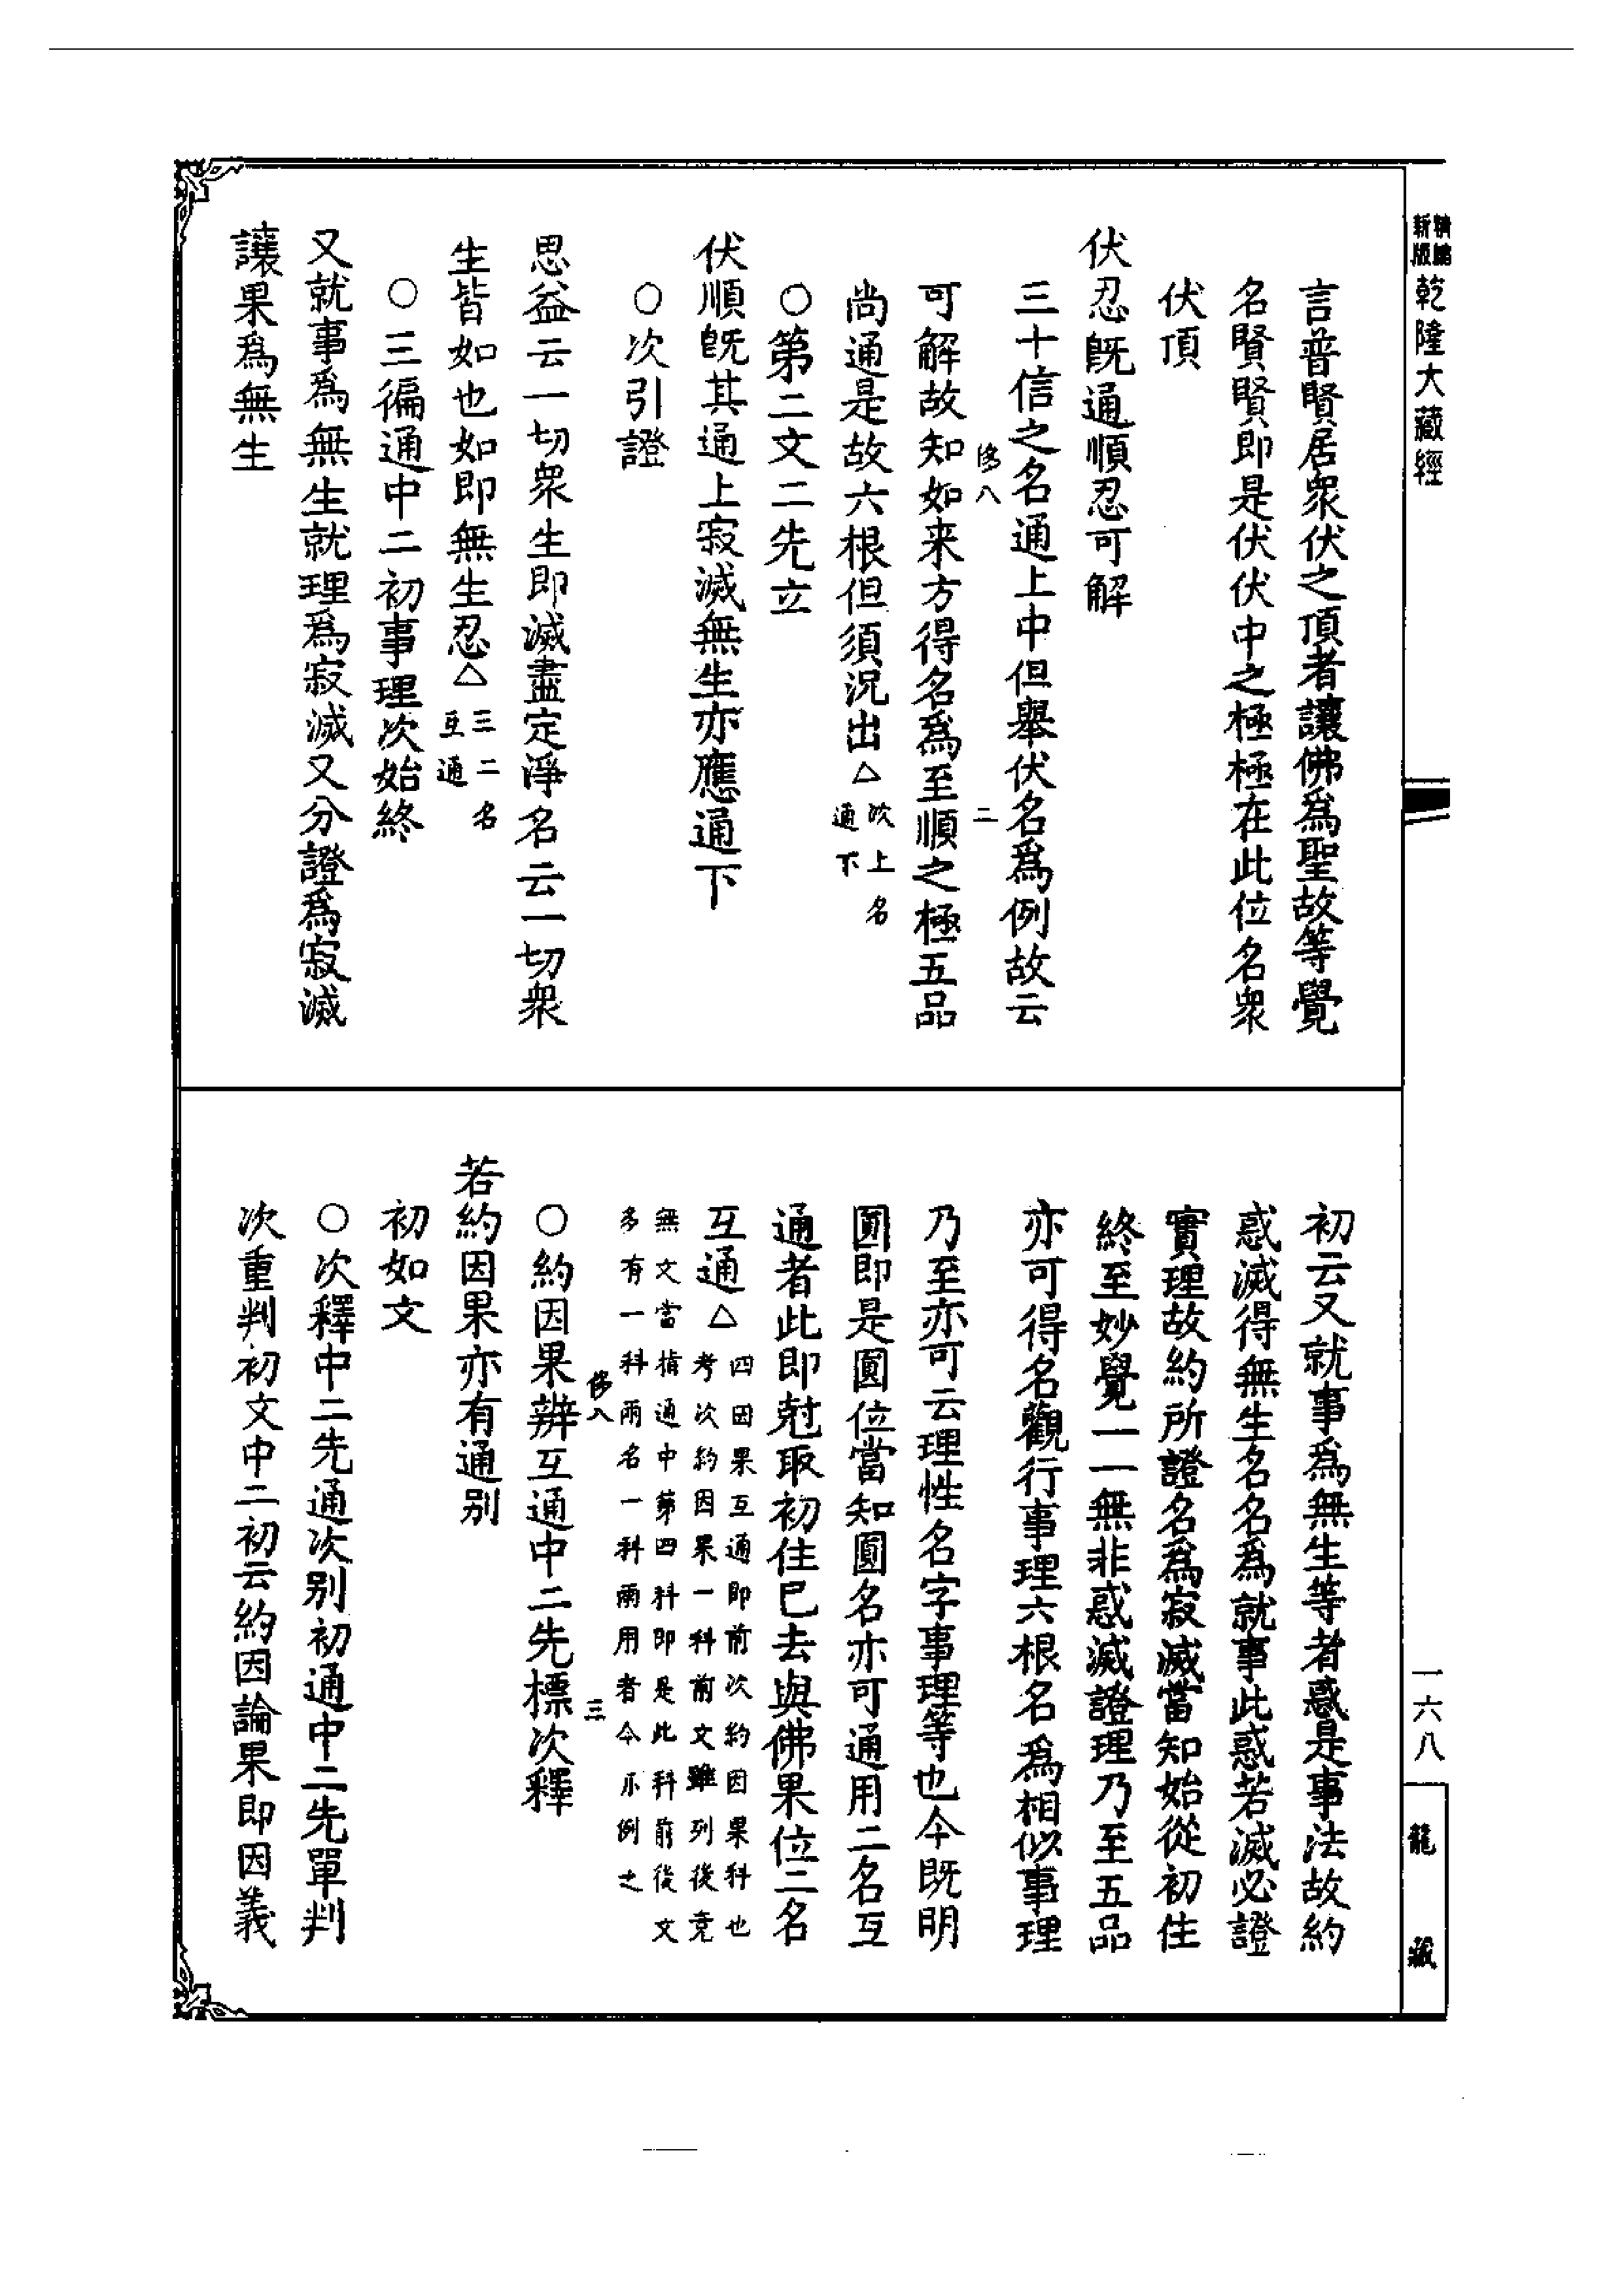 新編
精版
乾隆大藏經
言普賢居衆伏之頂者讓佛爲聖故等覺
名賢賢即是伏伏中之極極在此位名衆
伏頂
伏忍旣通順忍可解
三十信之名通上中但舉伏名爲例故云
二
可解故知如来方得名爲至順之極五品
尚通是故六根但須況出△次上名
通下
○第二文二先立
伏順旣其通上寂滅無生亦應通下
○次引證
思益云一切衆生即滅盡定淨名云一切衆
生皆如也如即無生忍△三二名
互通
○三徧通中二初事理次始終
又就事爲無生就理爲寂滅又分證爲寂滅
讓果爲無生
初云又就事爲無生等者惑是事法故約
惑滅得無生名名爲就事此惑若滅必證
實理故約所證名爲寂滅當知始從初住
終至妙覺一一無非惑滅證理乃至五品
亦可得名觀行事理六根名爲相似事理
乃至亦可云理性名字事理等也今既明
圓即是圓位當知圓名亦可通用二名互
通者此即尅取初住已去與佛果位二名
互通△四因果互通即前次約因果科也
考次約因果一科前文雖列後竟
無文當指通中第四科即是此科前後文
多有一科兩名一科兩用者今亦例之
三
○約因果辨互通中二先標次釋
若約因果亦有通别
初如文
○次釋中二先通次别初通中二先單判
次重判初文中二初云約因論果即因義
一六八
龍藏